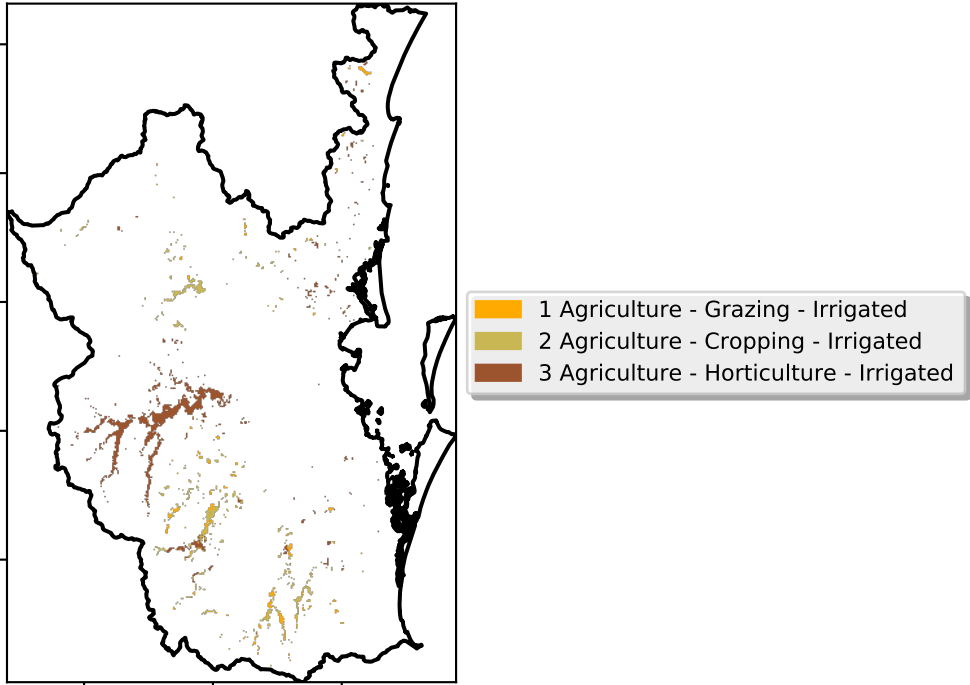 1 Agriculture - Grazing - Irrigated
2 Agriculture - Cropping - Irrigated
3 Agriculture - Horticulture - Irrigated